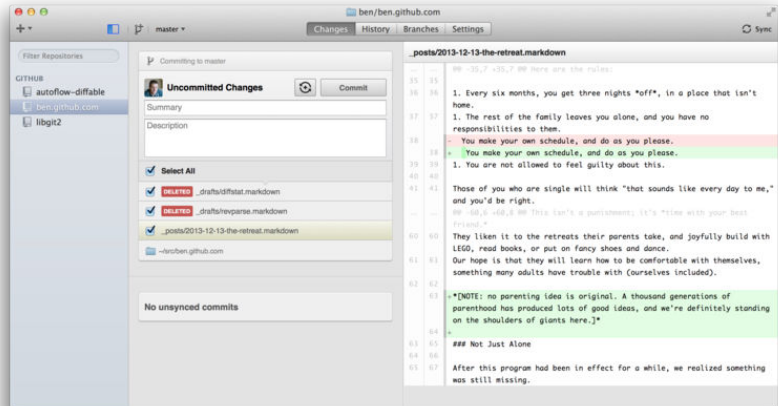 ben/ben.github.com
master
Changes
History
Branches
Settings
Sync
Filter Repositories
GITHUB
autoflow-diffable
ben.github.com
libgit2
Committing to master
Uncommitted Changes
Commit
Summary
Description
Select All
DELETED _drafts/diffstat.markdown
DELETED _drafts/revparse.markdown
_posts/2013-12-13-the-retreat.markdown
~/src/ben.github.com
No unsynced commits
_posts/2013-12-13-the-retreat.markdown
... ... @@ -35,7 +35,7 @@ Here are the rules:
35 35
36 36 1. Every six months, you get three nights *off*, in a place that isn't
home.
37 37 1. The rest of the family leaves you alone, and you have no
responsibilities to them.
38 - You make your own schedule, and do as you please.
38 + You make your own schedule, and do as you please.
39 39 1. You are not allowed to feel guilty about this.
40 40
41 41 Those of you who are single will think "that sounds like every day to me,"
and you'd be right.
... ... @@ -60,6 +60,8 @@ This isn't a punishment; it's *time with your best
friend.*
60 60 They liken it to the retreats their parents take, and joyfully build with
LEGO, read books, or put on fancy shoes and dance.
61 61 Our hope is that they will learn how to be comfortable with themselves,
something many adults have trouble with (ourselves included).
62 62
63 +*[NOTE: no parenting idea is original. A thousand generations of
parenthood has produced lots of good ideas, and we're definitely standing
on the shoulders of giants here.]*
64 +
63 65 ### Not Just Alone
64 66
65 67 After this program had been in effect for a while, we realized something
was still missing.